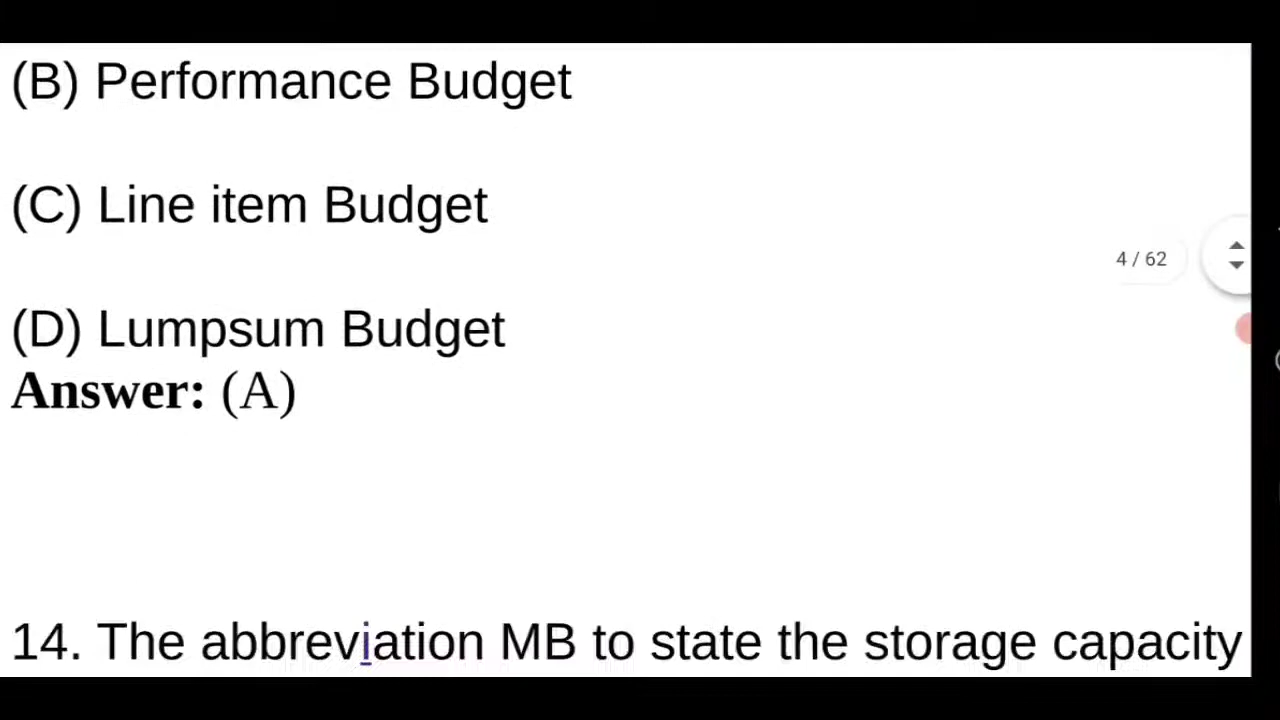 (B) Performance Budget
(C) Line item Budget
4 / 62
(D) Lumpsum Budget
Answer: (A)
14. The abbreviation MB to state the storage capacity